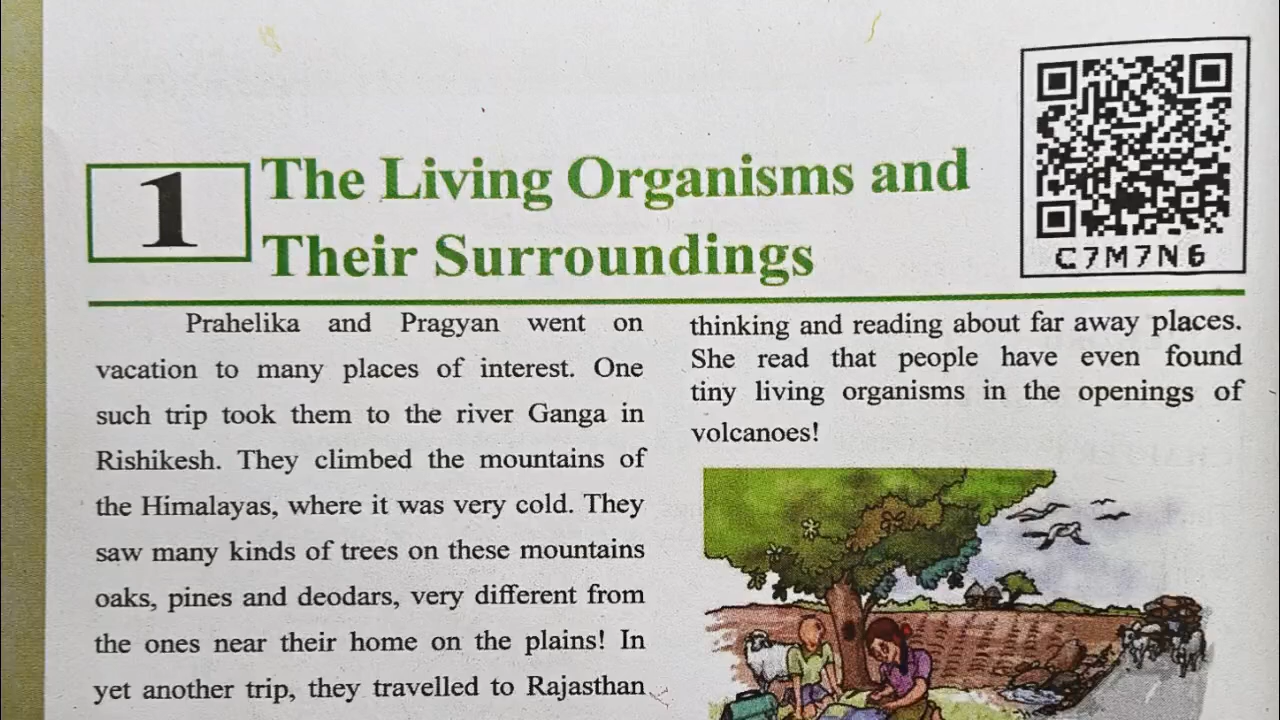 1
The Living Organisms and
Their Surroundings
C7M7N6
Prahelika and Pragyan went on
vacation to many places of interest. One
such trip took them to the river Ganga in
Rishikesh. They climbed the mountains of
the Himalayas, where it was very cold. They
saw many kinds of trees on these mountains
oaks, pines and deodars, very different from
the ones near their home on the plains! In
yet another trip, they travelled to Rajasthan
thinking and reading about far away places.
She read that people have even found
tiny living organisms in the openings of
volcanoes!